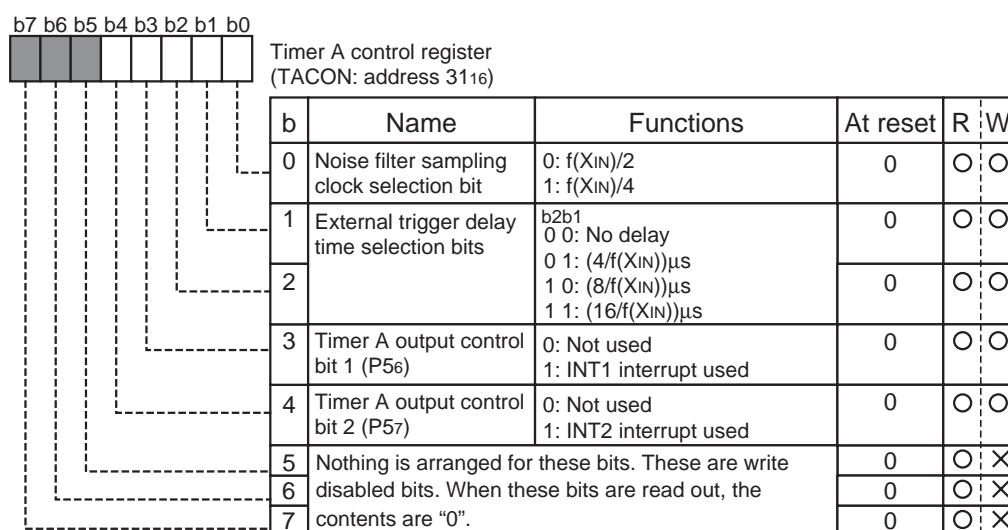 b7 b6 b5 b4 b3 b2 b1 b0
Timer A control register
(TACON: address 3116)
b Name Functions At reset R W
0 Noise filter sampling clock selection bit
0: f(XIN)/2
1: f(XIN)/4
0 O O
1 External trigger delay time selection bits
b2b1
0 0: No delay
0 1: (4/f(XIN))µs
1 0: (8/f(XIN))µs
1 1: (16/f(XIN))µs
0 O O
2
0 O O
3 Timer A output control bit 1 (P56)
0: Not used
1: INT1 interrupt used
0 O O
4 Timer A output control bit 2 (P57)
0: Not used
1: INT2 interrupt used
0 O O
5 Nothing is arranged for these bits. These are write 0 O ×
6 disabled bits. When these bits are read out, the 0 O ×
7 contents are “0”. 0 O ×